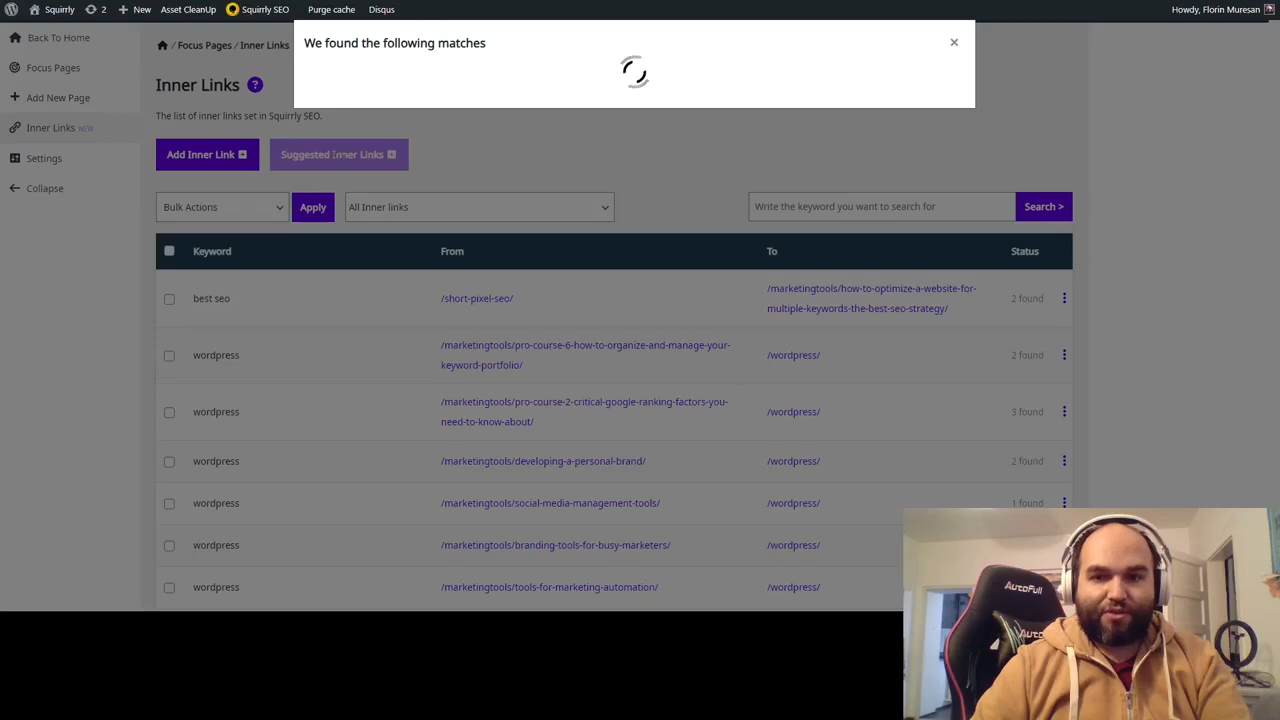 Squirrly
2
New
Asset CleanUp
Squirrly SEO
Purge cache
Disqus
Howdy, Florin Muresan
Back To Home
Focus Pages
Add New Page
Inner Links NEW
Settings
Collapse
We found the following matches
×
/ Focus Pages / Inner Links
Inner Links ?
The list of inner links set in Squirrly SEO.
Add Inner Link
Suggested Inner Links
Bulk Actions
Apply
All Inner links
Write the keyword you want to search for
Search >
Keyword From To Status
best seo
/short-pixel-seo/
/marketingtools/how-to-optimize-a-website-for-
multiple-keywords-the-best-seo-strategy/
2 found
wordpress
/marketingtools/pro-course-6-how-to-organize-and-manage-your-
keyword-portfolio/
/wordpress/
2 found
wordpress
/marketingtools/pro-course-2-critical-google-ranking-factors-you-
need-to-know-about/
/wordpress/
3 found
wordpress
/marketingtools/developing-a-personal-brand/
/wordpress/
2 found
wordpress
/marketingtools/social-media-management-tools/
/wordpress/
1 found
wordpress
/marketingtools/branding-tools-for-busy-marketers/
/wordpress/
wordpress
/marketingtools/tools-for-marketing-automation/
/wordpress/
AutoFull